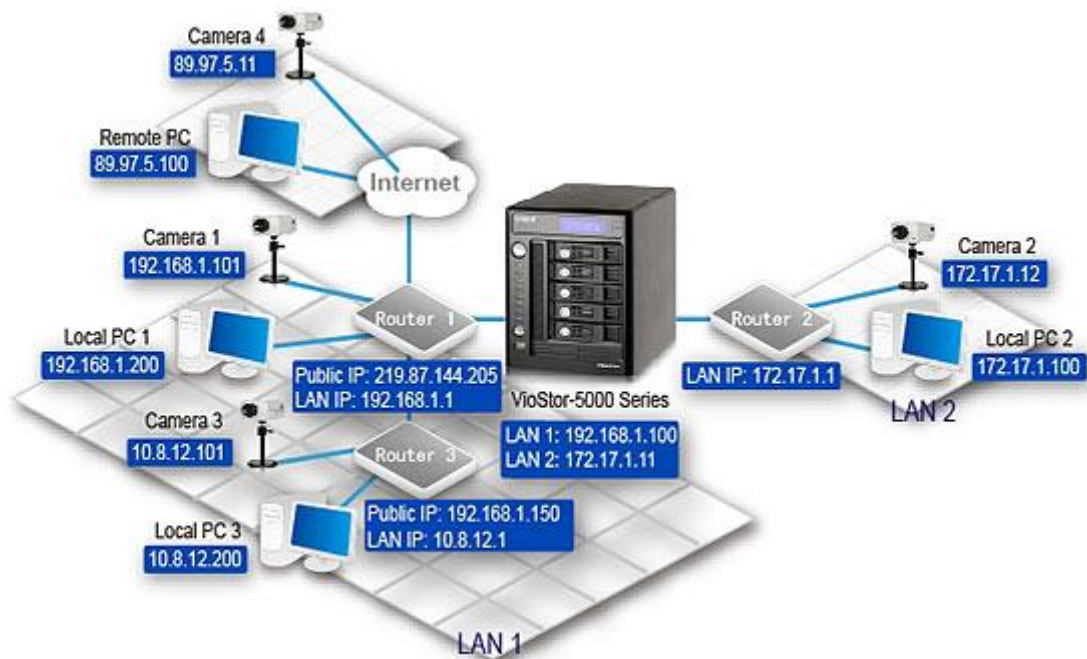 Camera 4
89.97.5.11
Remote PC
89.97.5.100
Internet
Camera 1
192.168.1.101
Local PC 1
192.168.1.200
Router 1
Public IP: 219.87.144.205
LAN IP: 192.168.1.1
VioStor-5000 Series
LAN 1: 192.168.1.100
LAN 2: 172.17.1.11
Router 2
LAN IP: 172.17.1.1
Camera 2
172.17.1.12
Local PC 2
172.17.1.100
LAN 2
Camera 3
10.8.12.101
Router 3
Public IP: 192.168.1.150
LAN IP: 10.8.12.1
Local PC 3
10.8.12.200
LAN 1